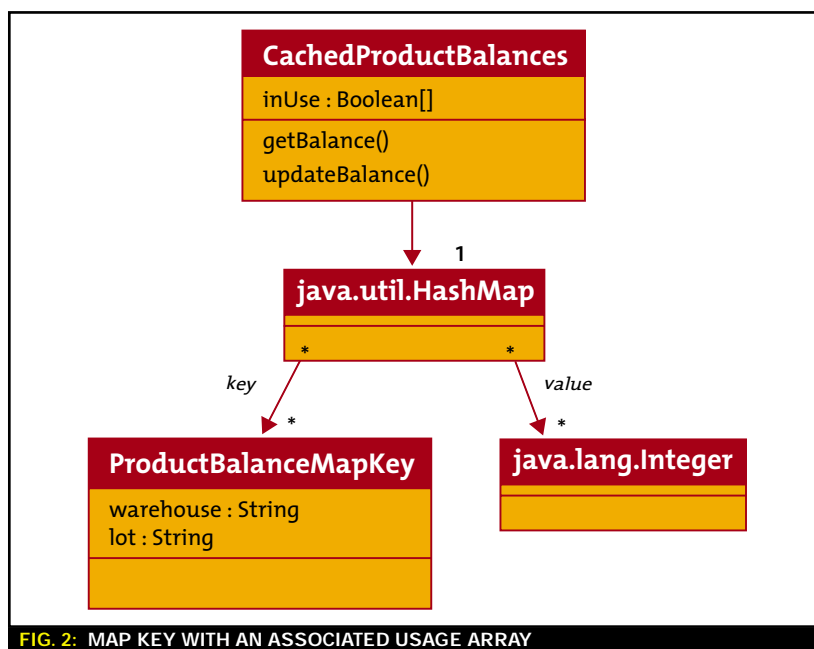 CachedProductBalances
inUse : Boolean[]
getBalance()
updateBalance()
1
java.util.HashMap
* *
key value
* *
ProductBalanceMapKey
warehouse : String
lot : String
java.lang.Integer
FIG. 2: MAP KEY WITH AN ASSOCIATED USAGE ARRAY